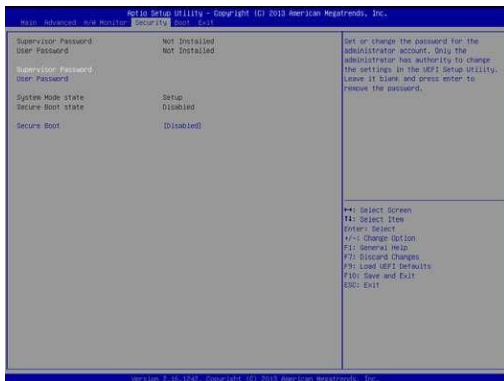 Aptio Setup Utility - Copyright (C) 2013 American Megatrends, Inc.
Main Advanced H/W Monitor Security Boot Exit
Supervisor Password Not Installed
User Password Not Installed
Supervisor Password
User Password
System Mode state Setup
Secure Boot state Disabled
Secure Boot [Disabled]
Set or change the password for the
administrator account. Only the
administrator has authority to change
the settings in the UEFI Setup Utility.
Leave it blank and press enter to
remove the password.
→←: Select Screen
↑↓: Select Item
Enter: Select
+/-: Change Option
F1: General Help
F7: Discard Changes
F9: Load UEFI Defaults
F10: Save and Exit
ESC: Exit
Version 2.16.1242. Copyright (C) 2013 American Megatrends, Inc.